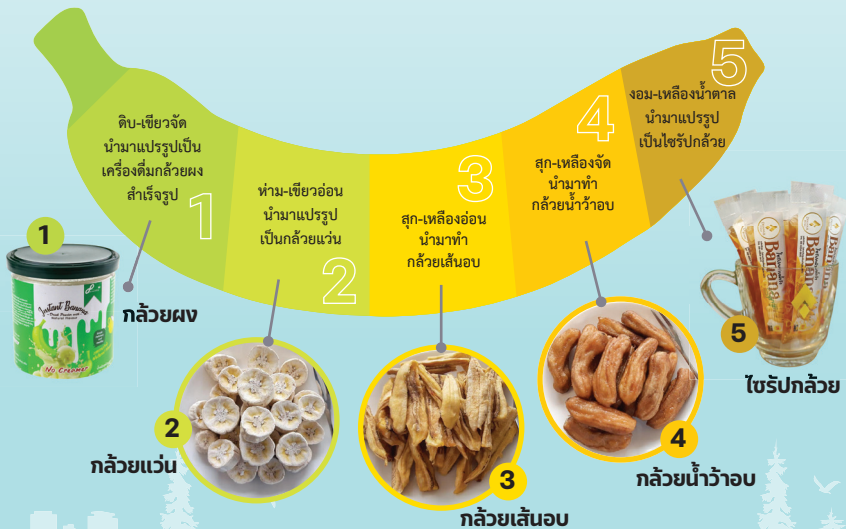 ดิบ-เขียวจัด
นำมาแปรรูปเป็น
เครื่องดื่มกล้วยผง
สำเร็จรูป
1
ห่าม-เขียวอ่อน
นำมาแปรรูป
เป็นกล้วยแว่น
2
สุก-เหลืองอ่อน
นำมาทำ
กล้วยเส้นอบ
3
สุก-เหลืองจัด
นำมาทำ
กล้วยน้ำว้าอบ
4
งอม-เหลืองน้ำตาล
นำมาแปรรูป
เป็นไซรัปกล้วย
5
1
Instant Banana
No Creamer
กล้วยผง
2
กล้วยแว่น
3
กล้วยเส้นอบ
4
กล้วยน้ำว้าอบ
Banana
Banana
5
ไซรัปกล้วย